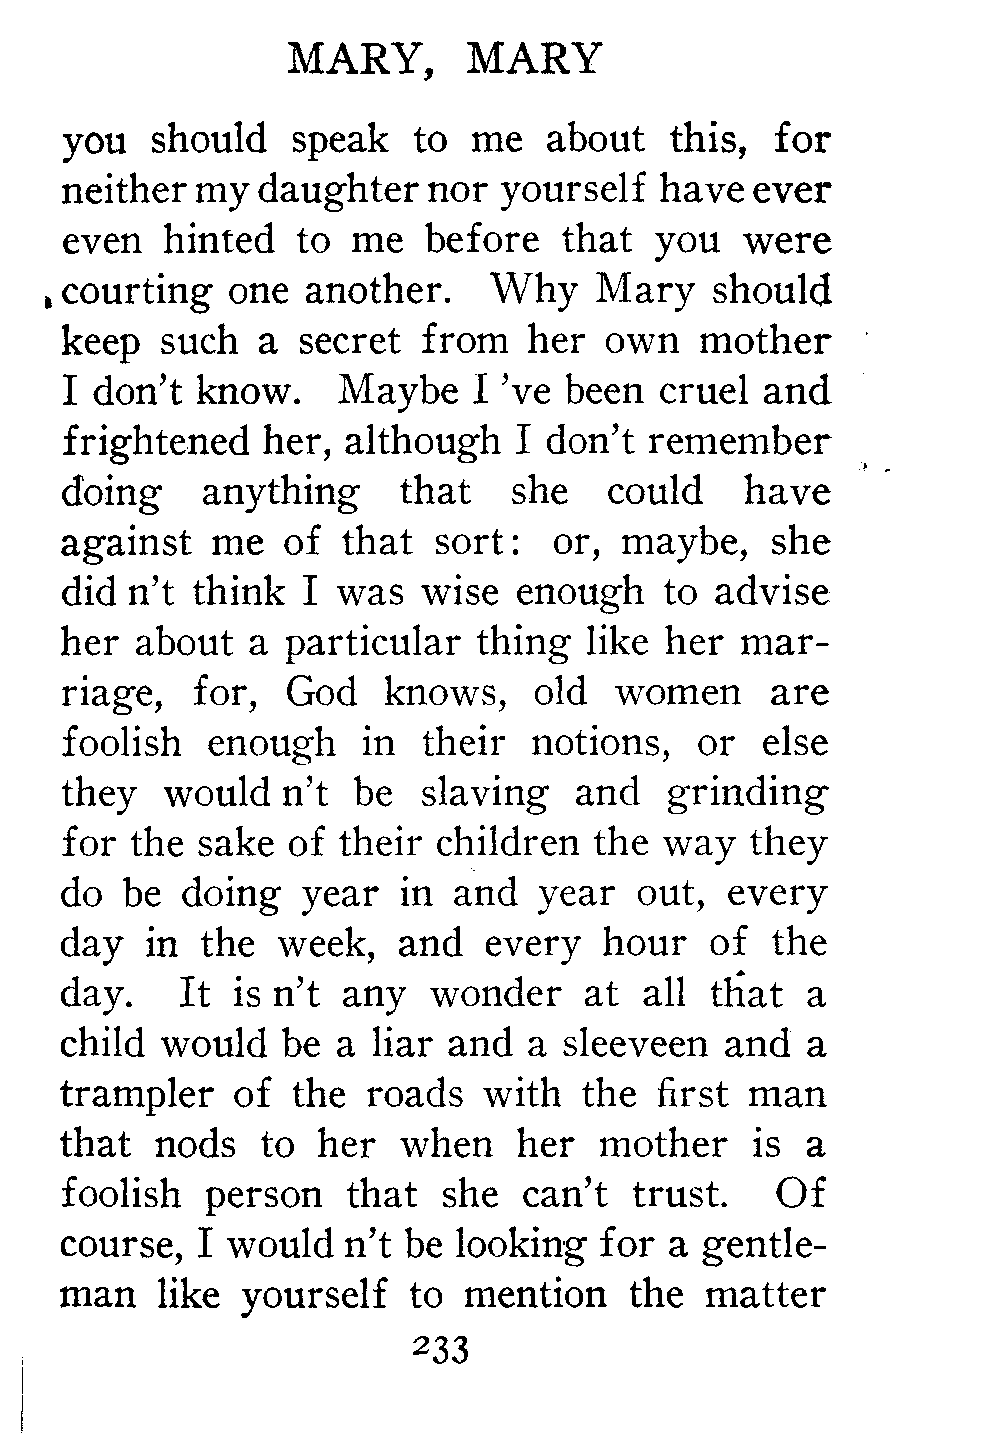 MARY, MARY
you should speak to me about this, for
neither my daughter nor yourself have ever
even hinted to me before that you were
courting one another. Why Mary should
keep such a secret from her own mother
I don't know. Maybe I 've been cruel and
frightened her, although I don't remember
doing anything that she could have
against me of that sort: or, maybe, she
did n't think I was wise enough to advise
her about a particular thing like her mar-
riage, for, God knows, old women are
foolish enough in their notions, or else
they would n't be slaving and grinding
for the sake of their children the way they
do be doing year in and year out, every
day in the week, and every hour of the
day. It is n't any wonder at all that a
child would be a liar and a sleeveen and a
trampler of the roads with the first man
that nods to her when her mother is a
foolish person that she can't trust. Of
course, I would n't be looking for a gentle-
man like yourself to mention the matter
233